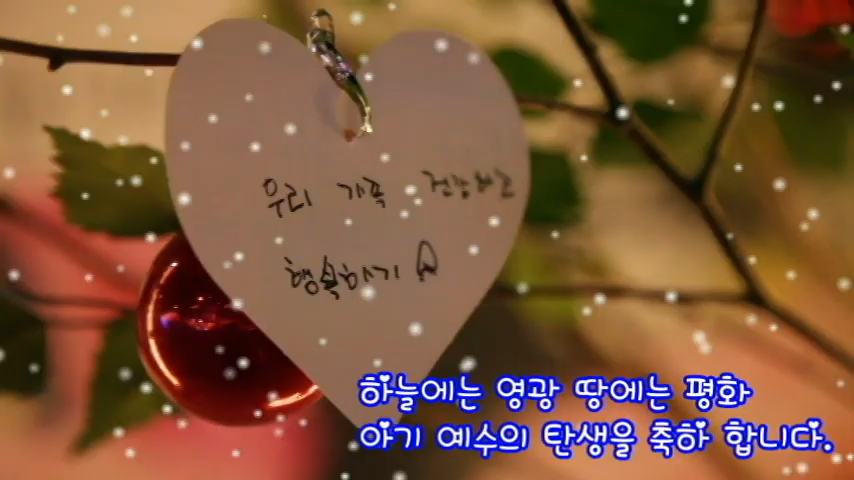 우리 가족 건강하고
행복하기
하늘에는 영광 땅에는 평화
아기 예수의 탄생을 축하 합니다.